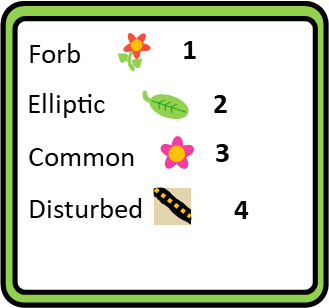 Forb 1
Elliptic 2
Common 3
Disturbed 4